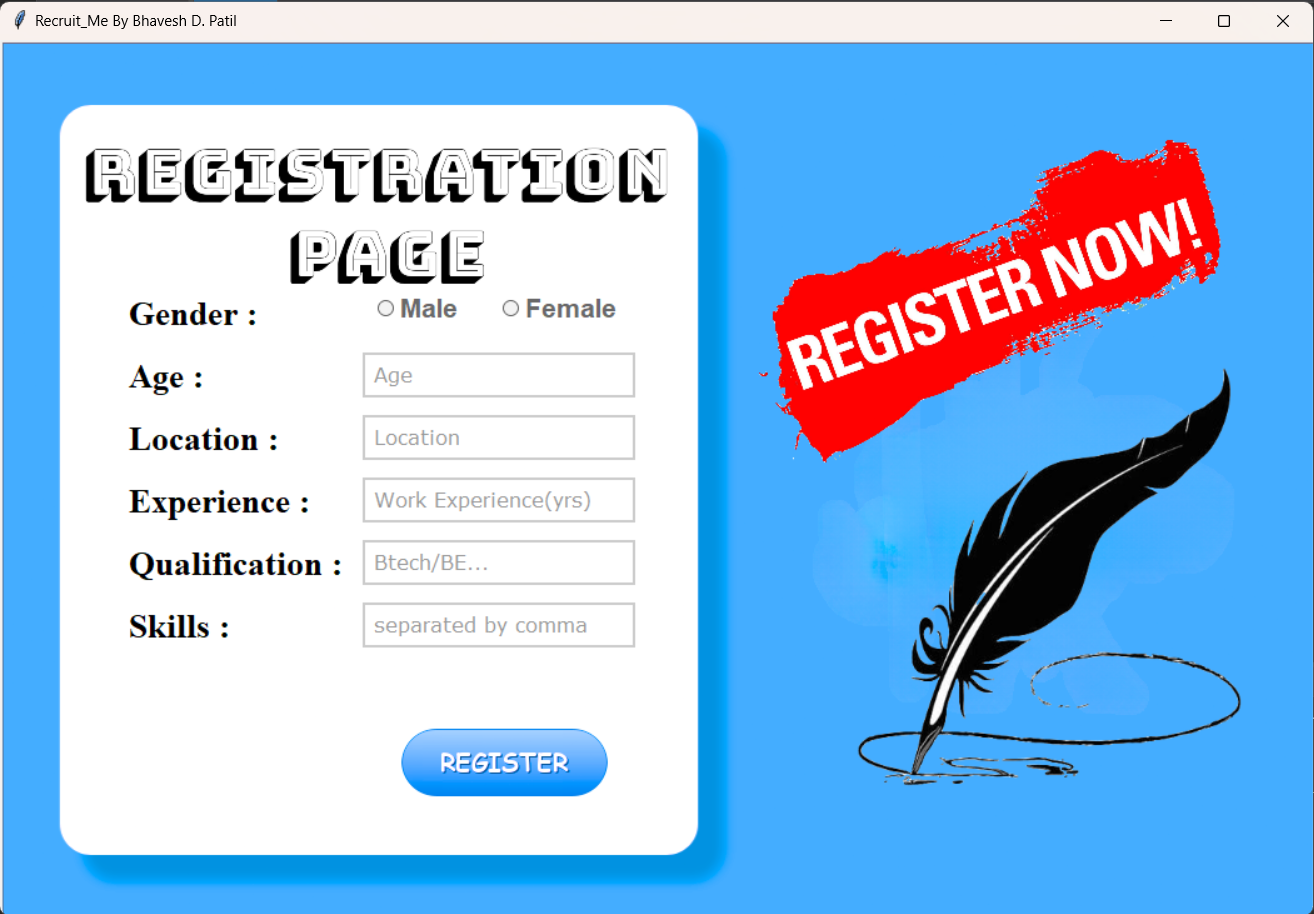 Recruit_Me By Bhavesh D. Patil
REGISTRATION
PAGE
Gender : Male Female
Age : Age
Location : Location
Experience : Work Experience(yrs)
Qualification : Btech/BE...
Skills : separated by comma
REGISTER
REGISTER NOW!